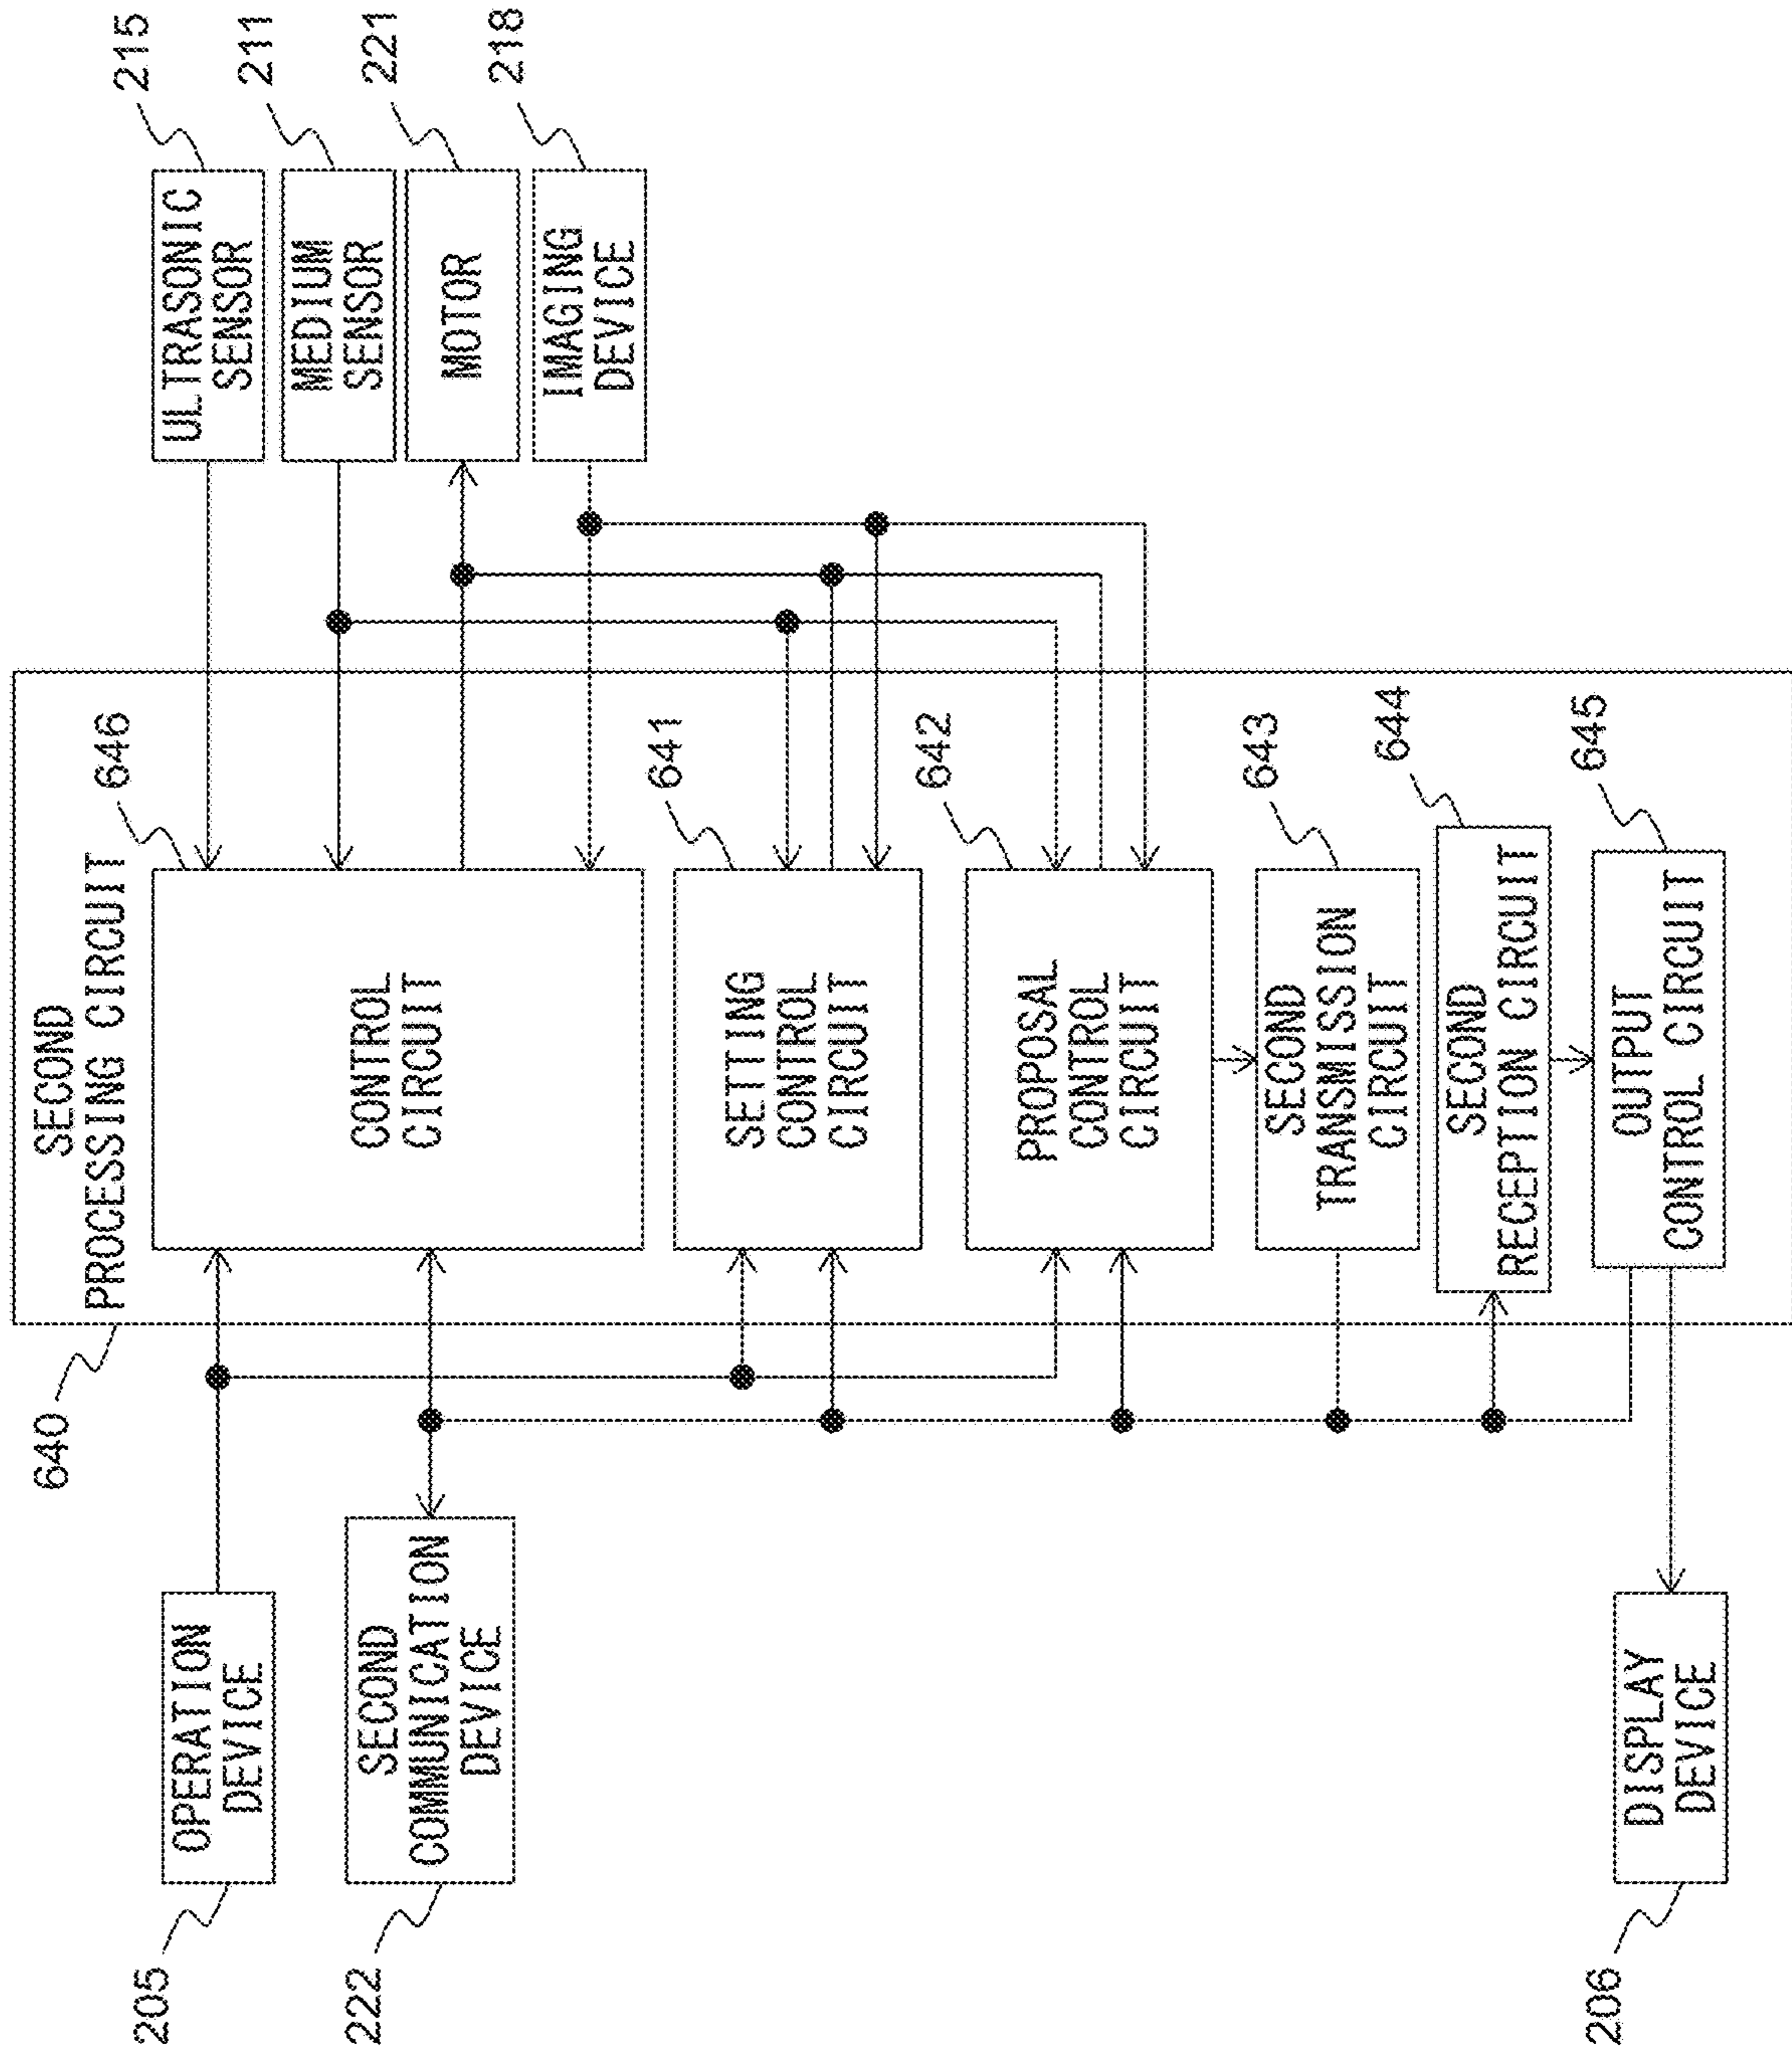 640
SECOND
PROCESSING CIRCUIT
205
OPERATION
DEVICE
646
CONTROL
CIRCUIT
ULTRASONIC
SENSOR
215
MEDIUM
SENSOR
211
222
SECOND
COMMUNICATION
DEVICE
MOTOR
221
IMAGING
DEVICE
218
641
SETTING
CONTROL
CIRCUIT
642
PROPOSAL
CONTROL
CIRCUIT
643
SECOND
TRANSMISSION
CIRCUIT
644
SECOND
RECEPTION CIRCUIT
645
OUTPUT
CONTROL CIRCUIT
206
DISPLAY
DEVICE